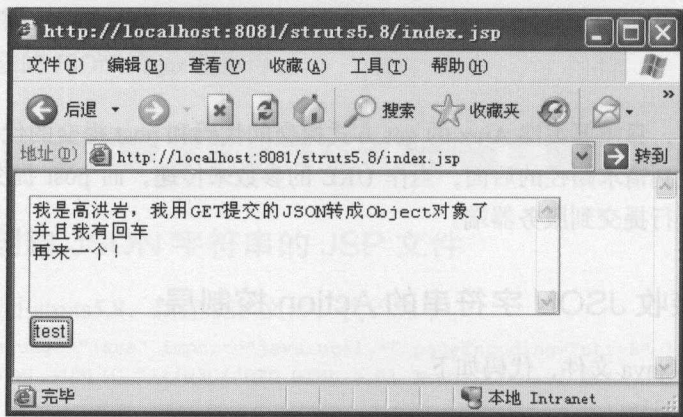 http://localhost:8081/struts5.8/index.jsp
文件(F) 编辑(E) 查看(V) 收藏(A) 工具(T) 帮助(H)
后退 搜索 收藏夹 »
地址(D) http://localhost:8081/struts5.8/index.jsp 转到
我是高洪岩，我用GET提交的JSON转成Object对象了
并且我有回车
再来一个！
test
完毕 本地 Intranet